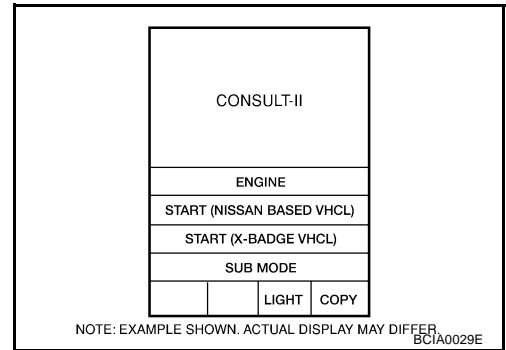 CONSULT-II
ENGINE
START (NISSAN BASED VHCL)
START (X-BADGE VHCL)
SUB MODE
LIGHT COPY
NOTE: EXAMPLE SHOWN. ACTUAL DISPLAY MAY DIFFER.
BCIA0029E